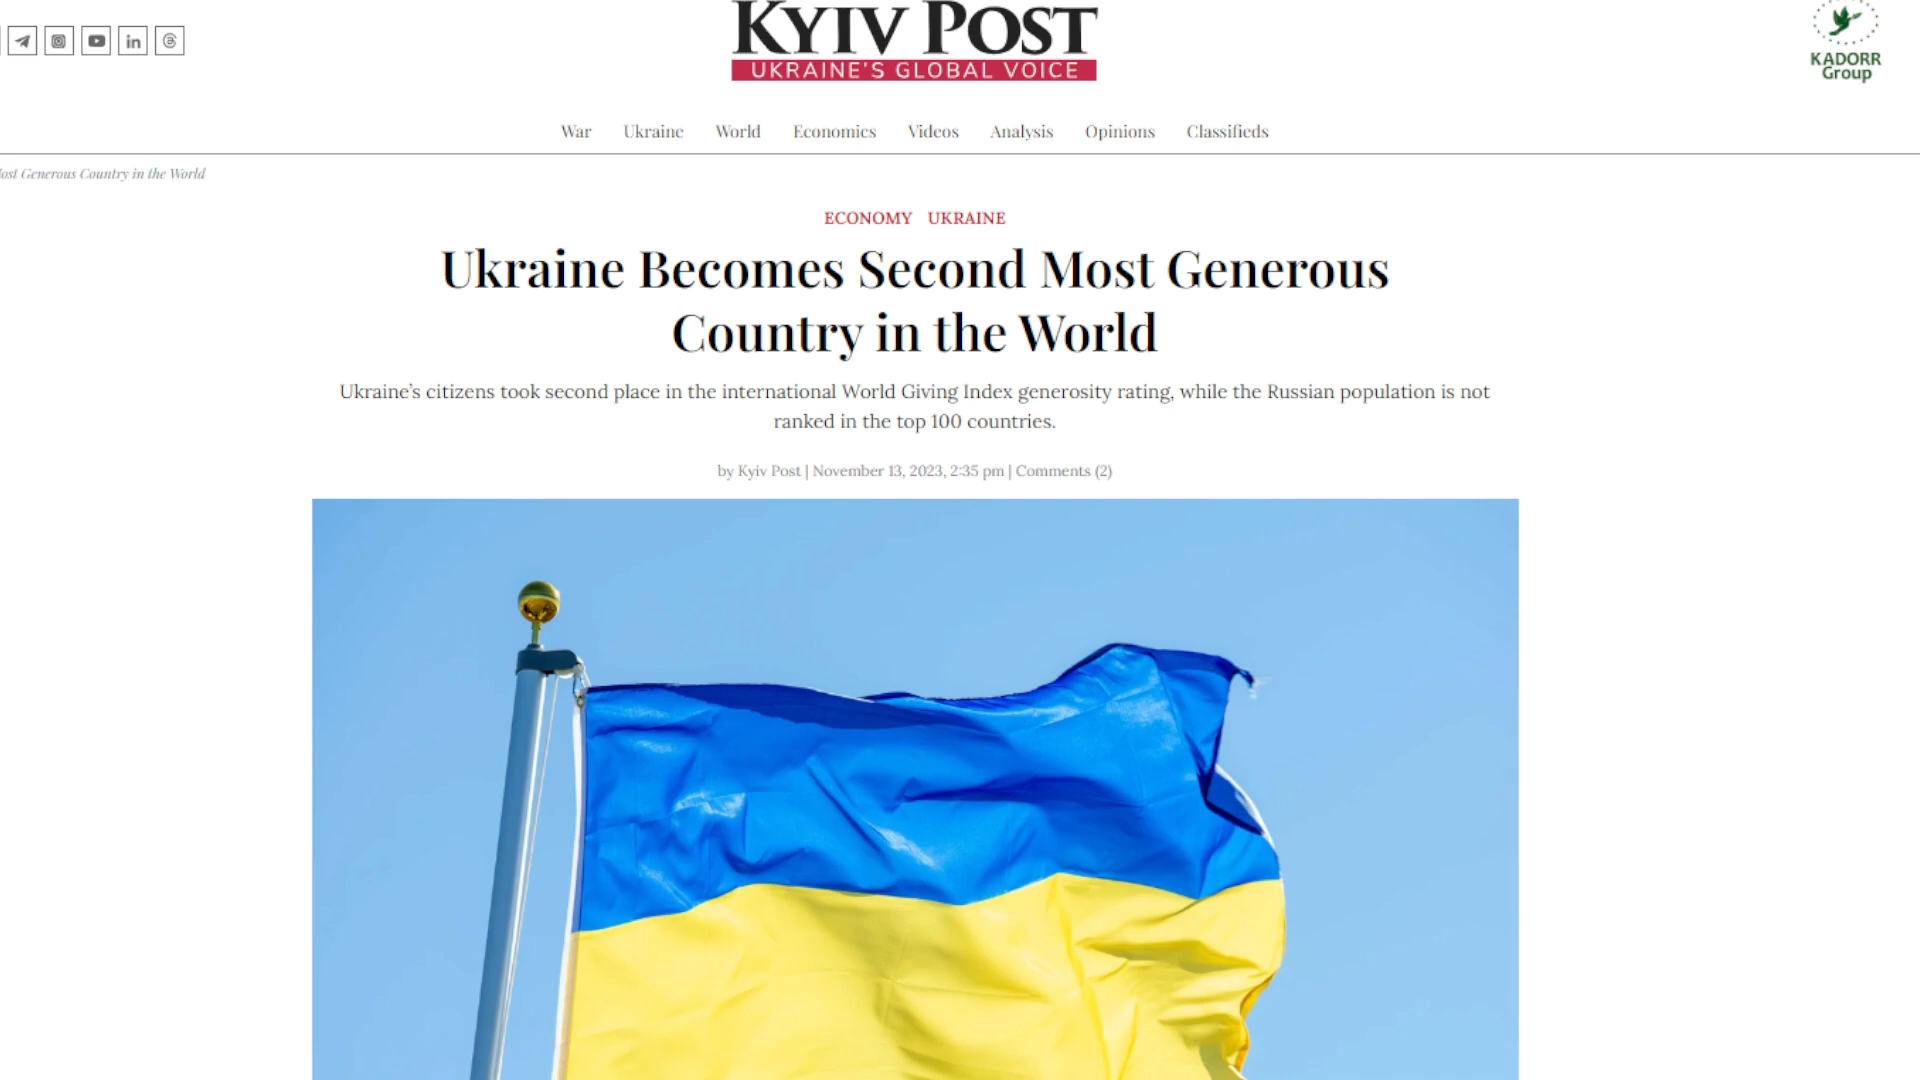 KYIV POST
UKRAINE'S GLOBAL VOICE
KADORR
Group
War Ukraine World Economics Videos Analysis Opinions Classifieds
Generous Country in the World
ECONOMY UKRAINE
Ukraine Becomes Second Most Generous
Country in the World
Ukraine’s citizens took second place in the international World Giving Index generosity rating, while the Russian population is not
ranked in the top 100 countries.
by Kyiv Post | November 13, 2023, 2:35 pm | Comments (2)